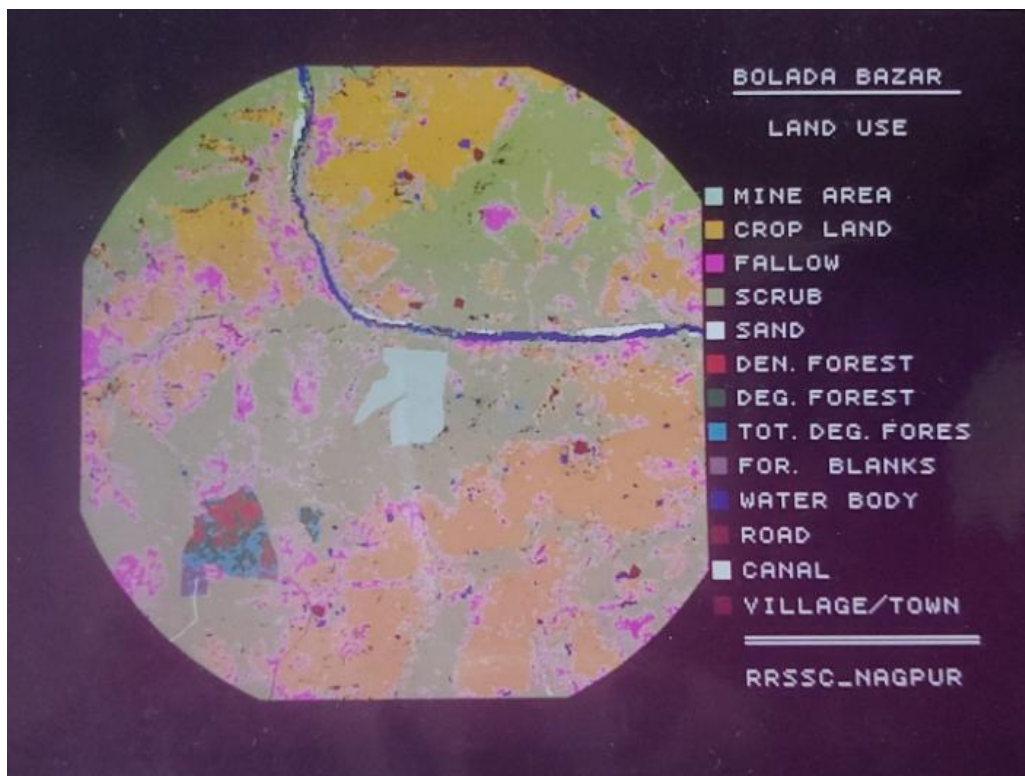 BOLADA BAZAR
LAND USE
MINE AREA
CROP LAND
FALLOW
SCRUB
SAND
DEN. FOREST
DEG. FOREST
TOT. DEG. FORES
FOR. BLANKS
WATER BODY
ROAD
CANAL
VILLAGE/TOWN
RRSSC_NAGPUR